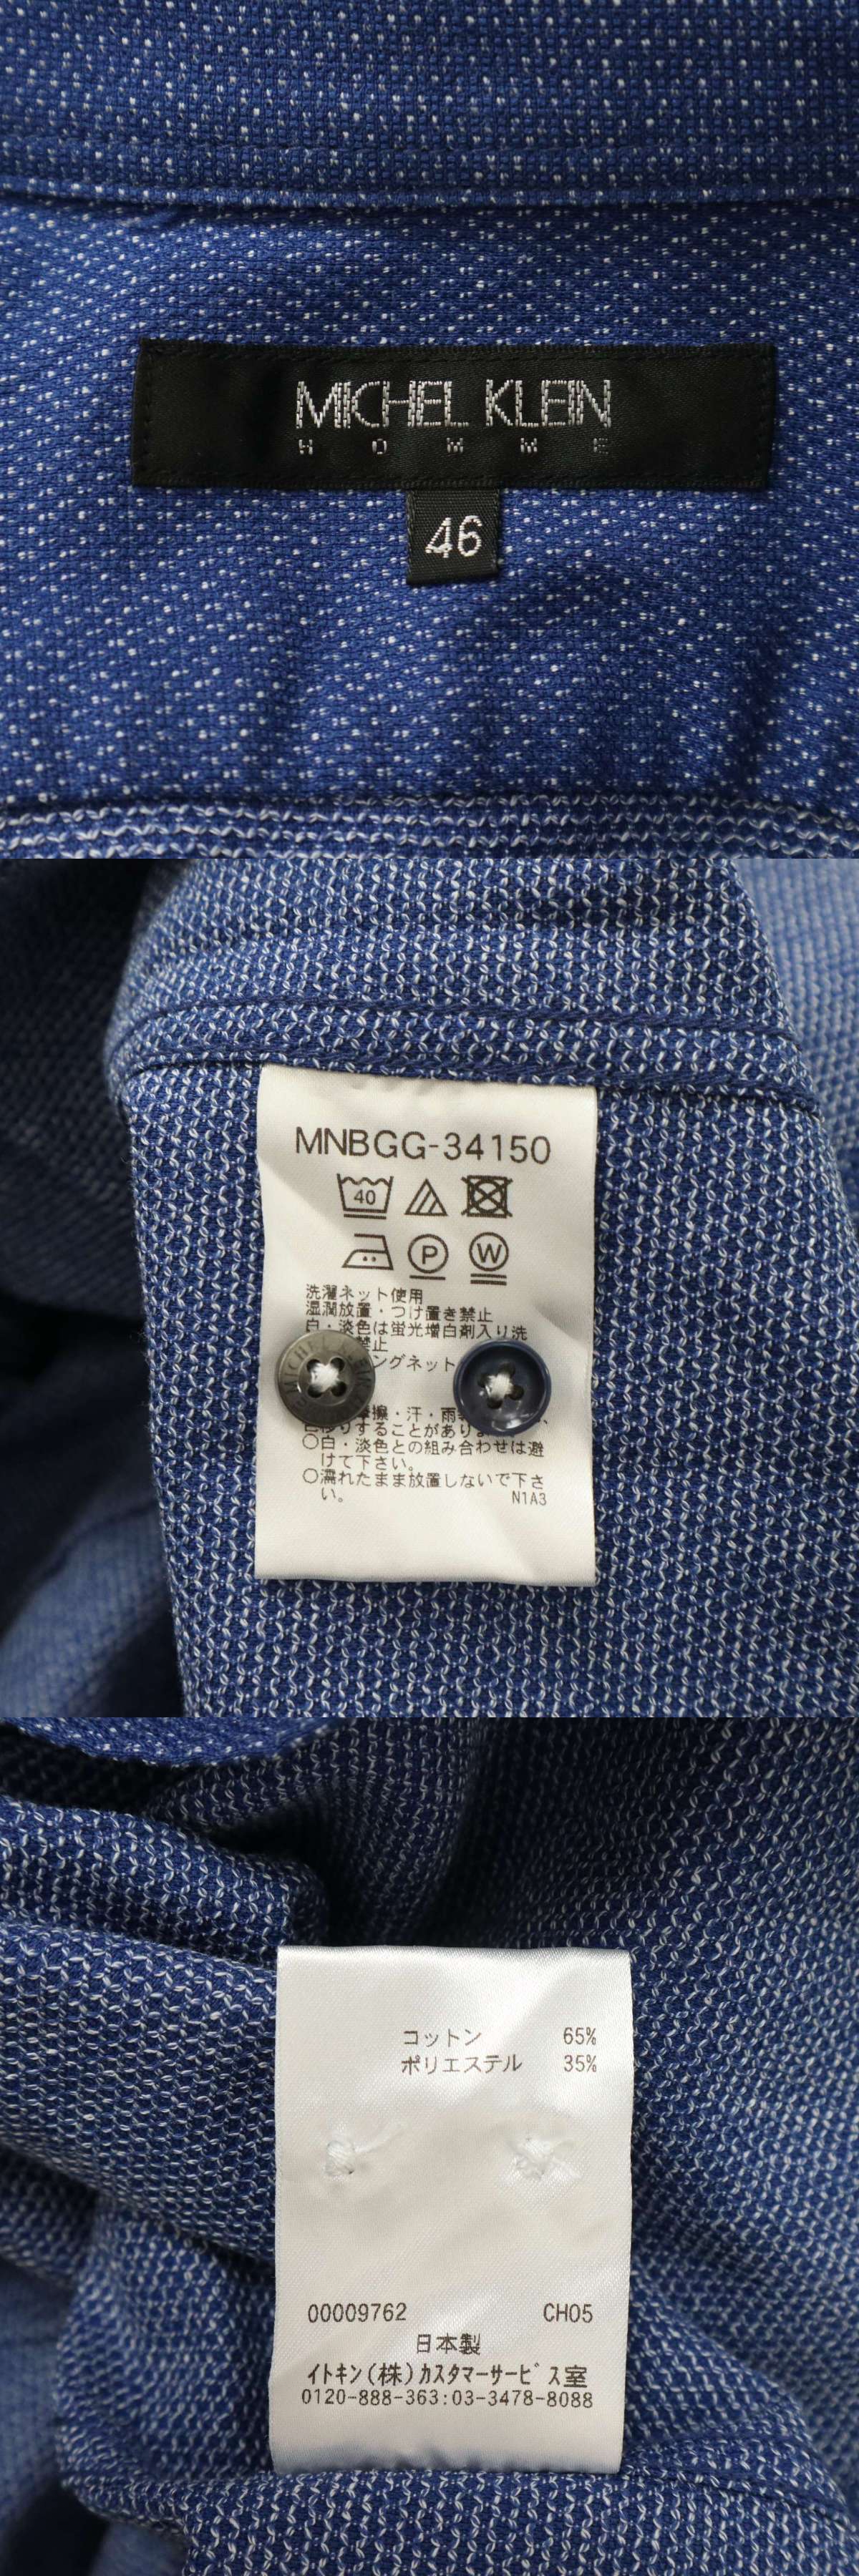 MICHEL KLEIN
HOMME
46
MNBGG-34150
40
P
W
洗濯ネット使用
湿潤放置・つけ置き禁止
白・淡色は蛍光増白剤入り洗
禁止
ングネット
擦・汗・雨
することがあり
○白・淡色との組み合わせは避
けて下さい。
○濡れたまま放置しないで下さ
い。
N1A3
MICHEL KLEIN
コットン 65%
ポリエステル 35%
00009762 CH05
日本製
イトキン(株)カスタマーサービス室
0120-888-363:03-3478-8088